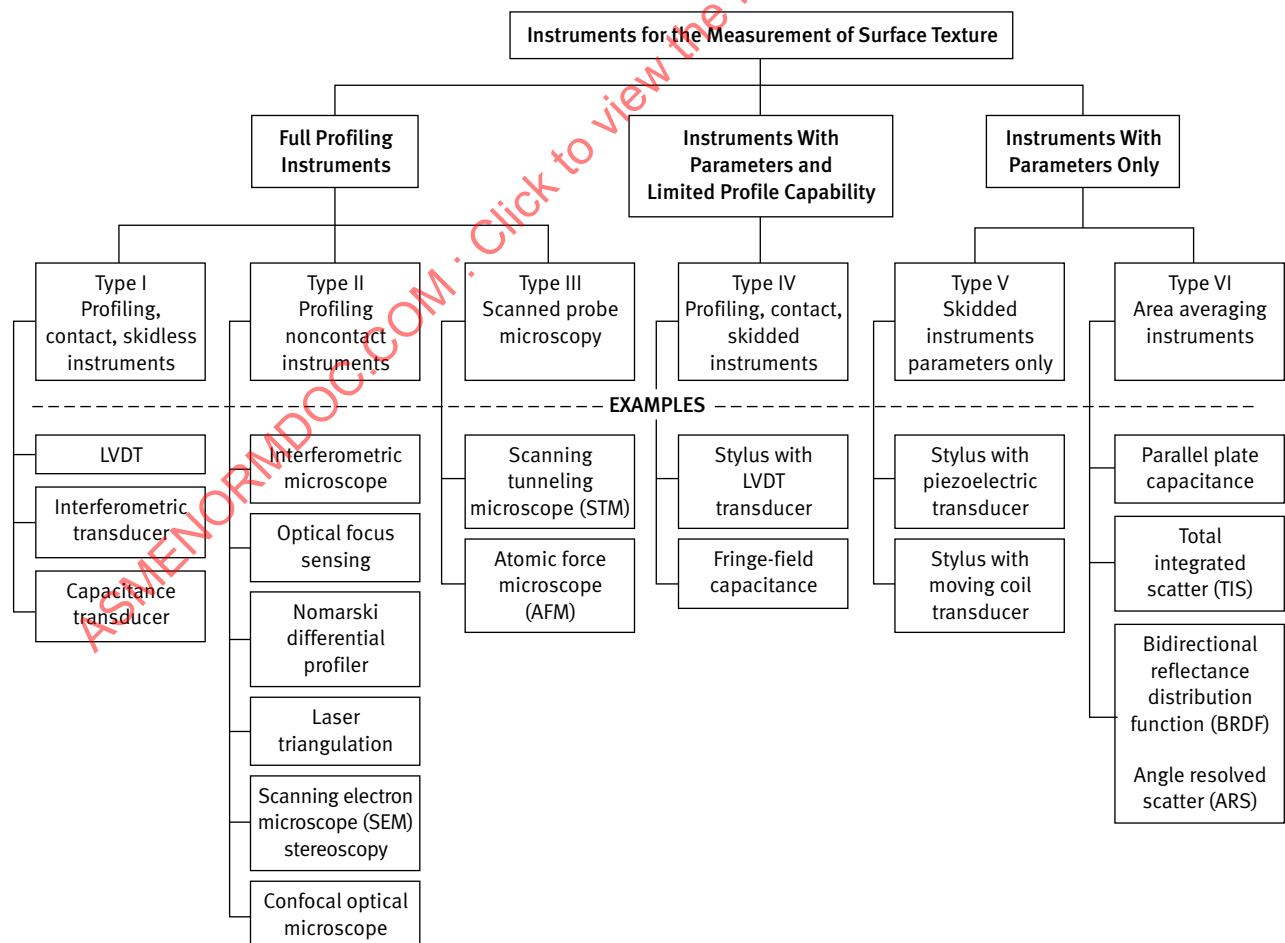 Instruments for the Measurement of Surface Texture
Full Profiling
Instruments
Instruments With
Parameters and
Limited Profile Capability
Instruments With
Parameters Only
Type I
Profiling,
contact, skidless
instruments
Type II
Profiling
noncontact
instruments
Type III
Scanned probe
microscopy
Type IV
Profiling, contact,
skidded
instruments
Type V
Skidded
instruments
parameters only
Type VI
Area averaging
instruments
EXAMPLES
LVDT
Interferometric
transducer
Capacitance
transducer
Interferometric
microscope
Optical focus
sensing
Nomarski
differential
profiler
Laser
triangulation
Scanning electron
microscope (SEM)
stereoscopy
Confocal optical
microscope
Scanning
tunneling
microscope (STM)
Atomic force
microscope
(AFM)
Stylus with
LVDT
transducer
Fringe-field
capacitance
Stylus with
piezoelectric
transducer
Stylus with
moving coil
transducer
Parallel plate
capacitance
Total
integrated
scatter (TIS)
Bidirectional
reflectance
distribution
function (BRDF)
Angle resolved
scatter (ARS)
ASMENORMDOC.COM : Click to view the